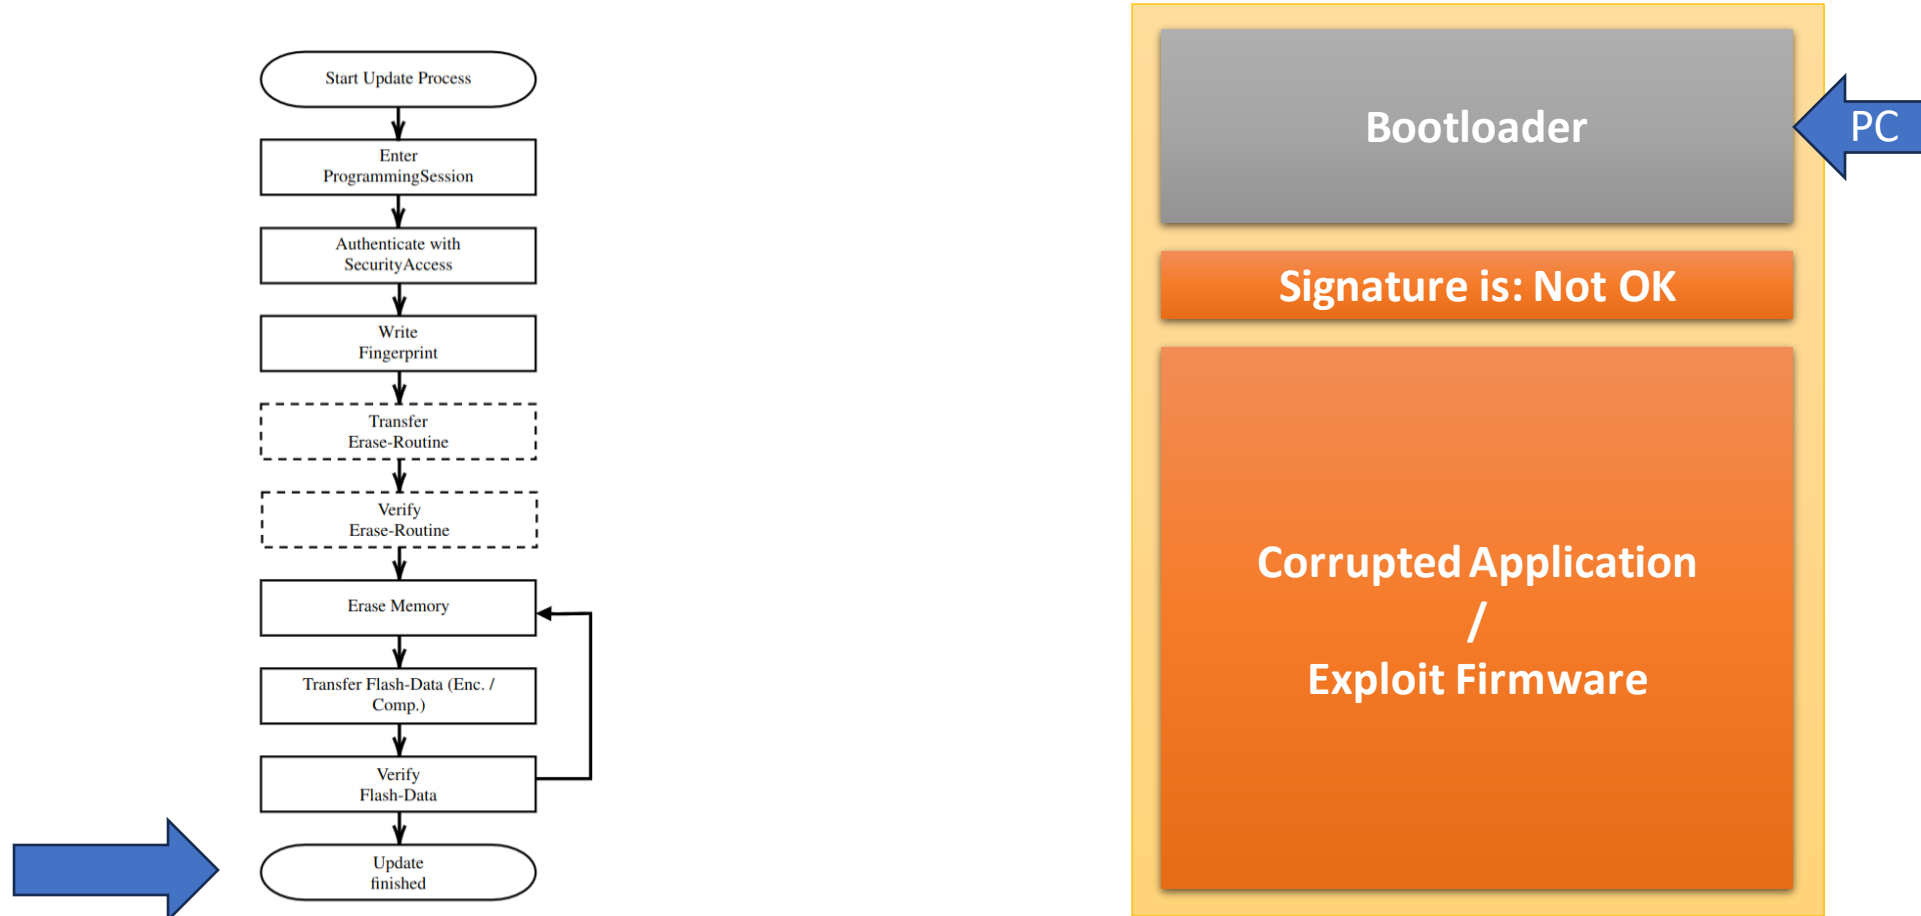 Start Update Process
Enter
ProgrammingSession
Authenticate with
SecurityAccess
Write
Fingerprint
Transfer
Erase-Routine
Verify
Erase-Routine
Erase Memory
Transfer Flash-Data (Enc. /
Comp.)
Verify
Flash-Data
Update
finished
Bootloader
PC
Signature is: Not OK
Corrupted Application
/
Exploit Firmware